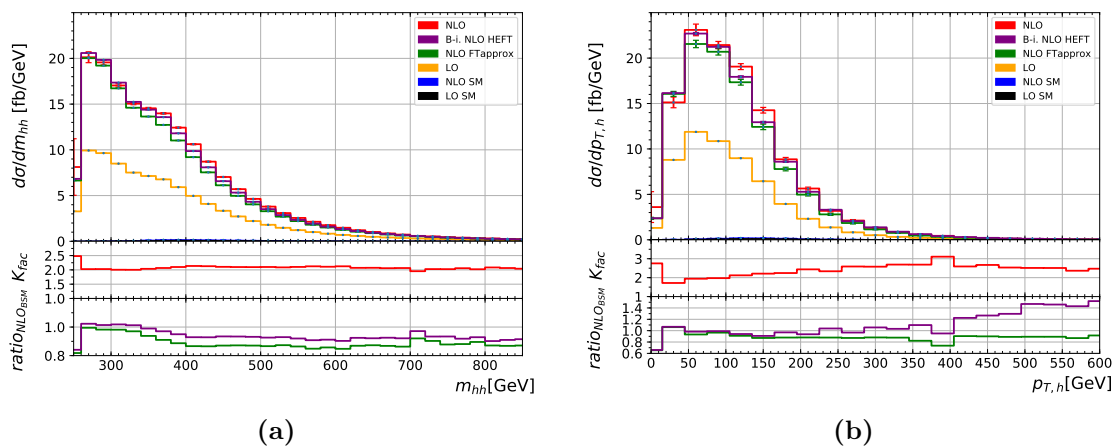 dσ/dm_hh [fb/GeV]
20
15
10
5
0
NLO
B-i. NLO HEFT
NLO FTapprox
LO
NLO SM
LO SM
K_fac
2.5
2.0
1.5
1.0
ratio_NLO_BSM
1.0
0.8
300 400 500 600 700 800
m_hh[GeV]
(a)
dσ/dp_T,h [fb/GeV]
20
15
10
5
0
NLO
B-i. NLO HEFT
NLO FTapprox
LO
NLO SM
LO SM
K_fac
3
2
1
ratio_NLO_BSM
1.4
1.2
1.0
0.8
0.6
0 50 100 150 200 250 300 350 400 450 500 550 600
p_T,h[GeV]
(b)